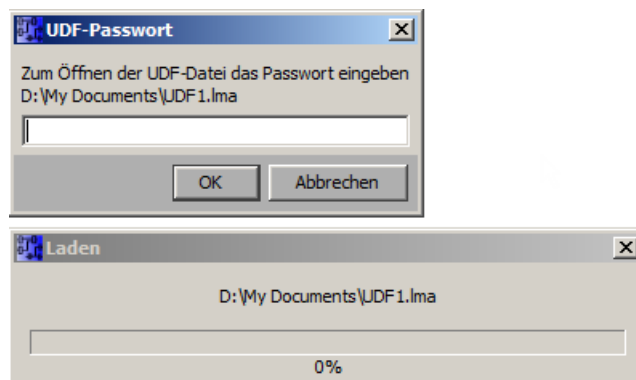 UDF-Passwort
Zum Öffnen der UDF-Datei das Passwort eingeben
D:\My Documents\UDF1.lma
OK Abbrechen
Laden
D:\My Documents\UDF1.lma
0%